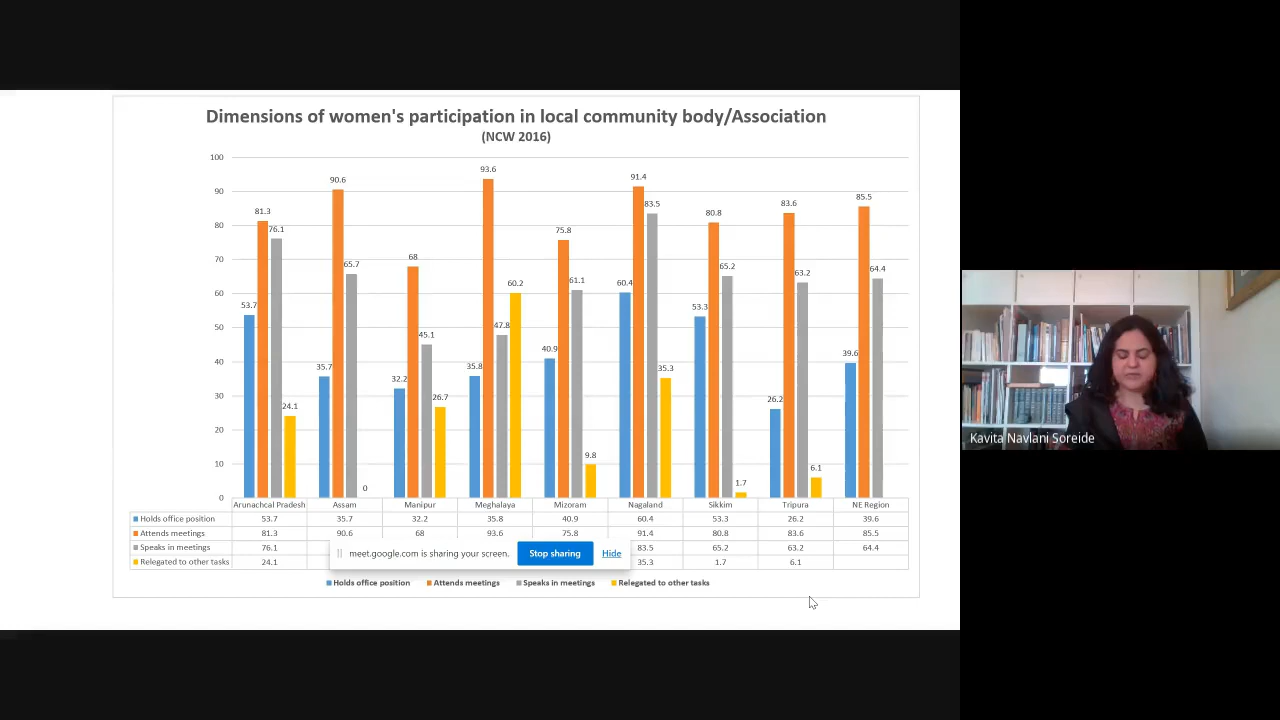 Dimensions of women's participation in local community body/Association
(NCW 2016)
100
90
80
70
60
50
40
30
20
10
0
53.7 81.3 76.1 24.1
35.7 90.6 65.7 0
32.2 68 45.1 26.7
35.8 93.6 47.8 60.2
40.9 75.8 61.1 9.8
60.4 91.4 83.5 35.3
53.3 80.8 65.2 1.7
26.2 83.6 63.2 6.1
39.6 85.5 64.4
Arunachcal Pradesh Assam Manipur Meghalaya Mizoram Nagaland Sikkim Tripura NE Region
Holds office position 53.7 35.7 32.2 35.8 40.9 60.4 53.3 26.2 39.6
Attends meetings 81.3 90.6 68 93.6 75.8 91.4 80.8 83.6 85.5
Speaks in meetings 76.1 83.5 65.2 63.2 64.4
Relegated to other tasks 24.1 35.3 1.7 6.1
meet.google.com is sharing your screen. Stop sharing Hide
Holds office position Attends meetings Speaks in meetings Relegated to other tasks
Kavita Navlani Soreide